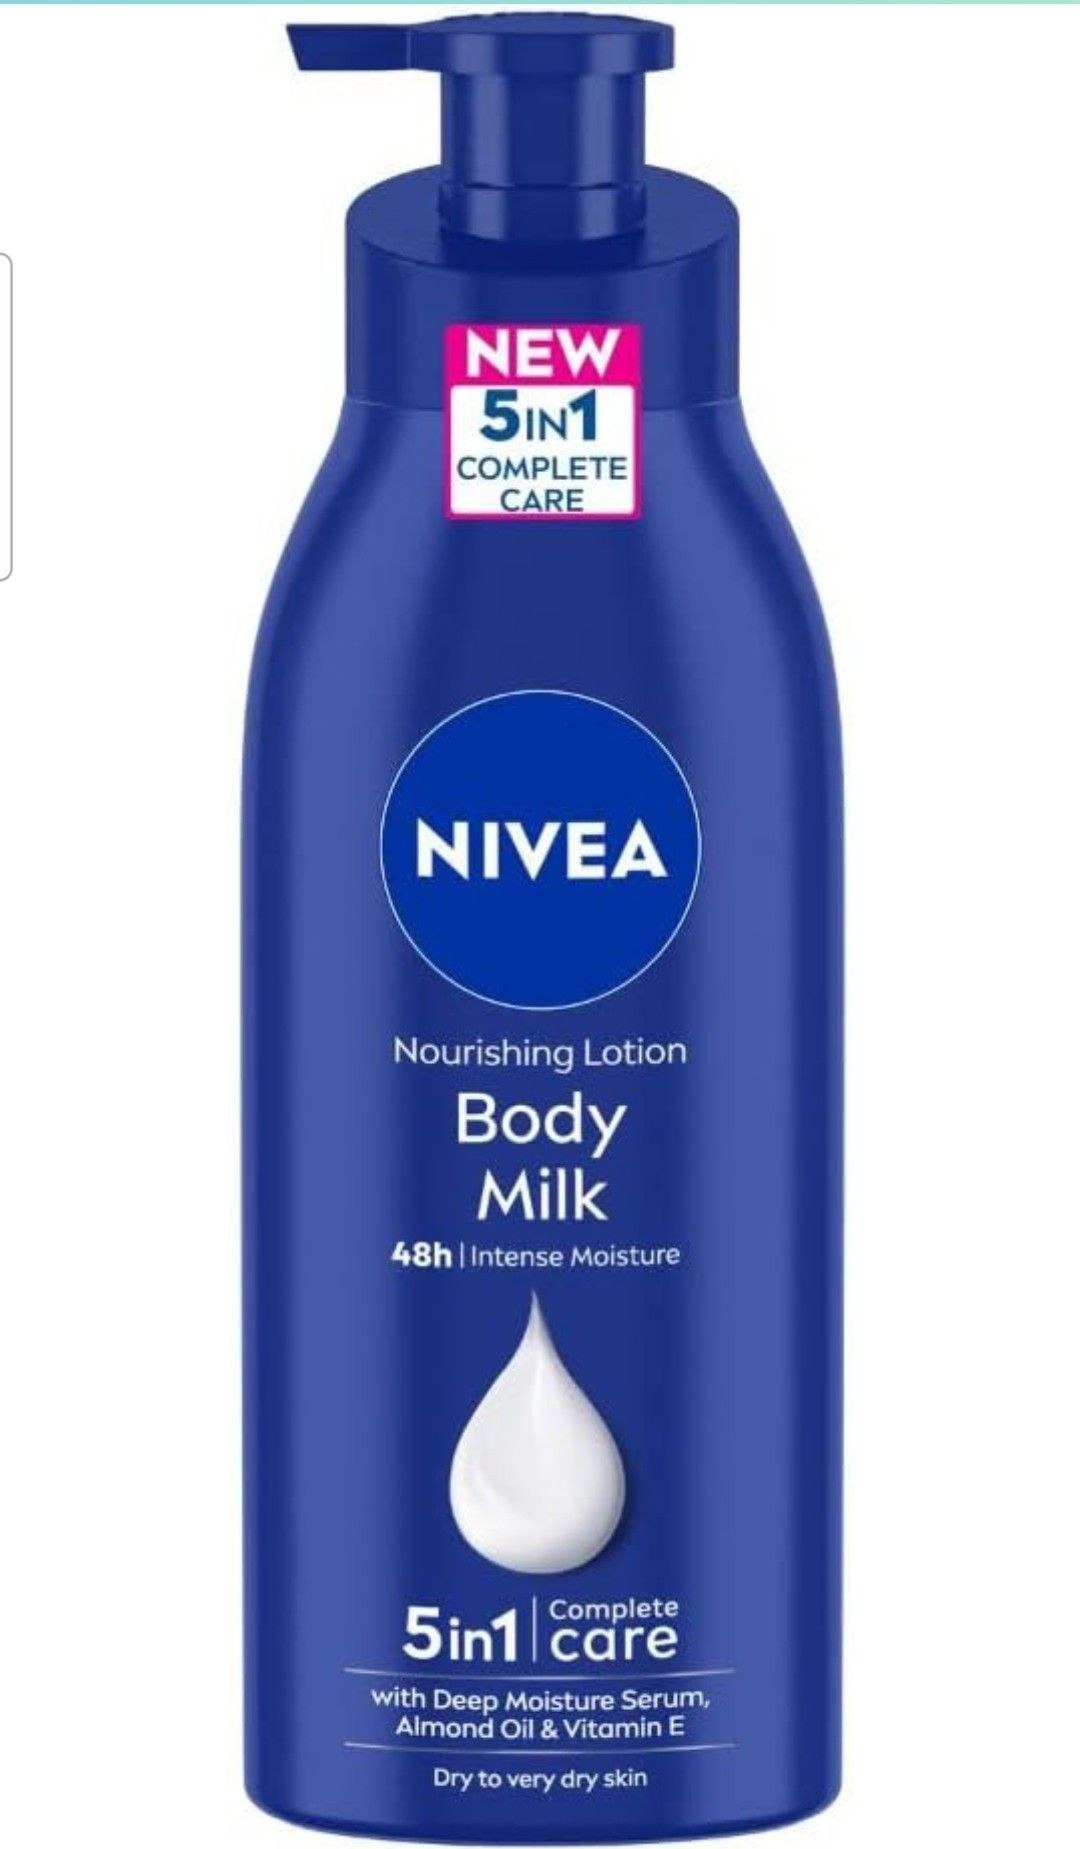 NEW
5IN1
COMPLETE
CARE
NIVEA
Nourishing Lotion
Body
Milk
48h | Intense Moisture
5in1 | Complete care
with Deep Moisture Serum,
Almond Oil & Vitamin E
Dry to very dry skin